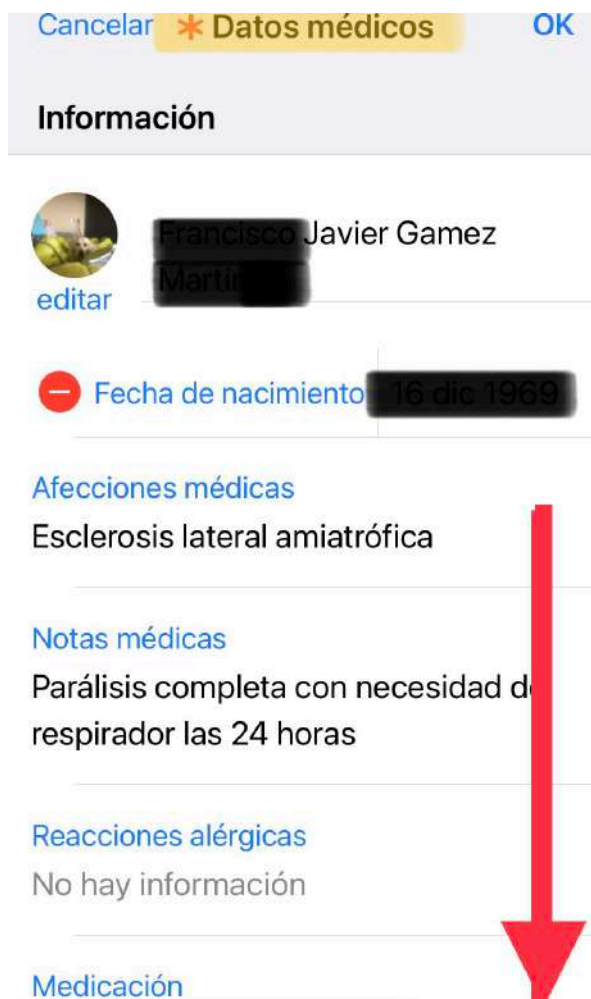 Cancelar * Datos médicos OK
Información
Javier Gamez
editar
Fecha de nacimiento
Afecciones médicas
Esclerosis lateral amiatrófica
Notas médicas
Parálisis completa con necesidad
respirador las 24 horas
Reacciones alérgicas
No hay información
Medicación